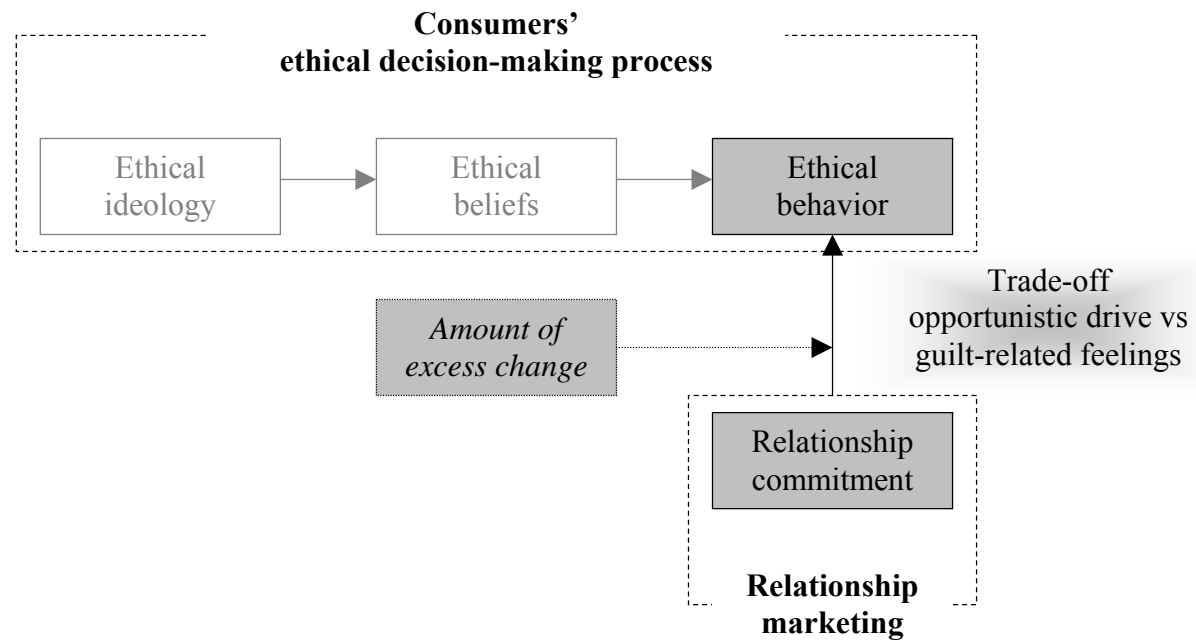 Consumers’
ethical decision-making process
Ethical
ideology
Ethical
beliefs
Ethical
behavior
Amount of
excess change
Trade-off
opportunistic drive vs
guilt-related feelings
Relationship
commitment
Relationship
marketing